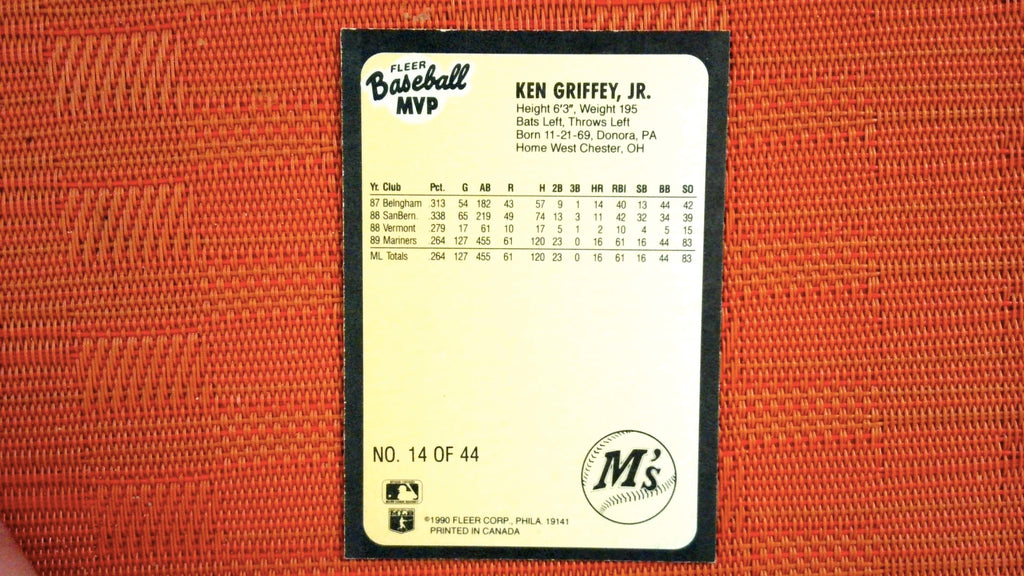 FLEER
Baseball
MVP
KEN GRIFFEY, JR.
Height 6'3", Weight 195
Bats Left, Throws Left
Born 11-21-69, Donora, PA
Home West Chester, OH
Yr. Club Pct. G AB R H 2B 3B HR RBI SB BB SO
87 Belngham .313 54 182 43 57 9 1 14 40 13 44 42
88 SanBern. .338 65 219 49 74 13 3 11 42 32 34 39
88 Vermont .279 17 61 10 17 5 1 2 10 4 5 15
89 Mariners .264 127 455 61 120 23 0 16 61 16 44 83
ML Totals .264 127 455 61 120 23 0 16 61 16 44 83
NO. 14 OF 44
M's
©1990 FLEER CORP., PHILA. 19141
PRINTED IN CANADA